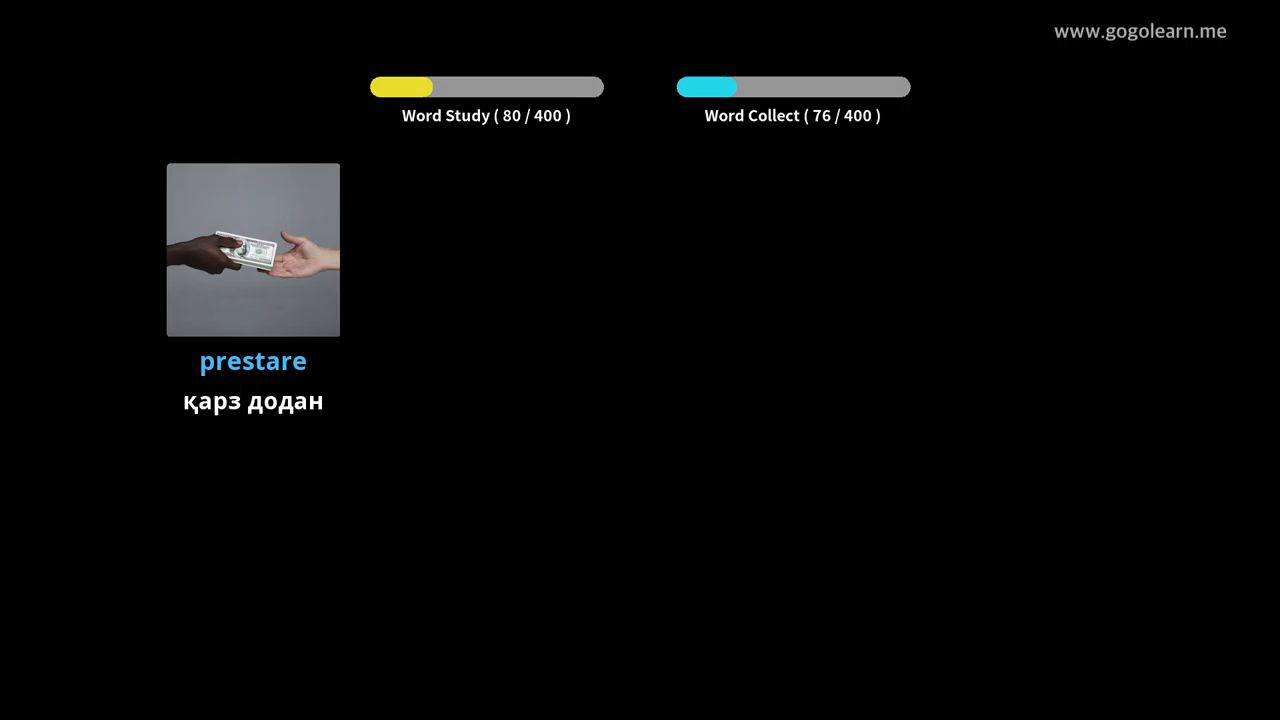 www.gogolearn.me
Word Study ( 80 / 400 )
Word Collect ( 76 / 400 )
prestare
қарз додан